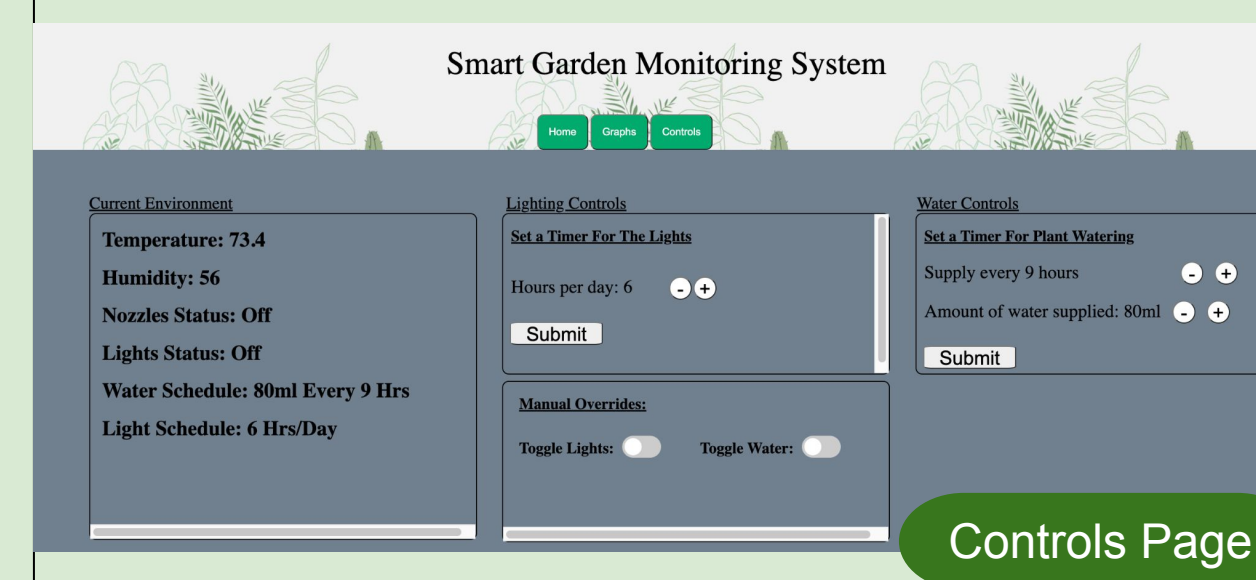 Smart Garden Monitoring System
Home Graphs Controls
Current Environment
Temperature: 73.4
Humidity: 56
Nozzles Status: Off
Lights Status: Off
Water Schedule: 80ml Every 9 Hrs
Light Schedule: 6 Hrs/Day
Lighting Controls
Set a Timer For The Lights
Hours per day: 6 - +
Submit
Manual Overrides:
Toggle Lights: Toggle Water:
Water Controls
Set a Timer For Plant Watering
Supply every 9 hours - +
Amount of water supplied: 80ml - +
Submit
Controls Page